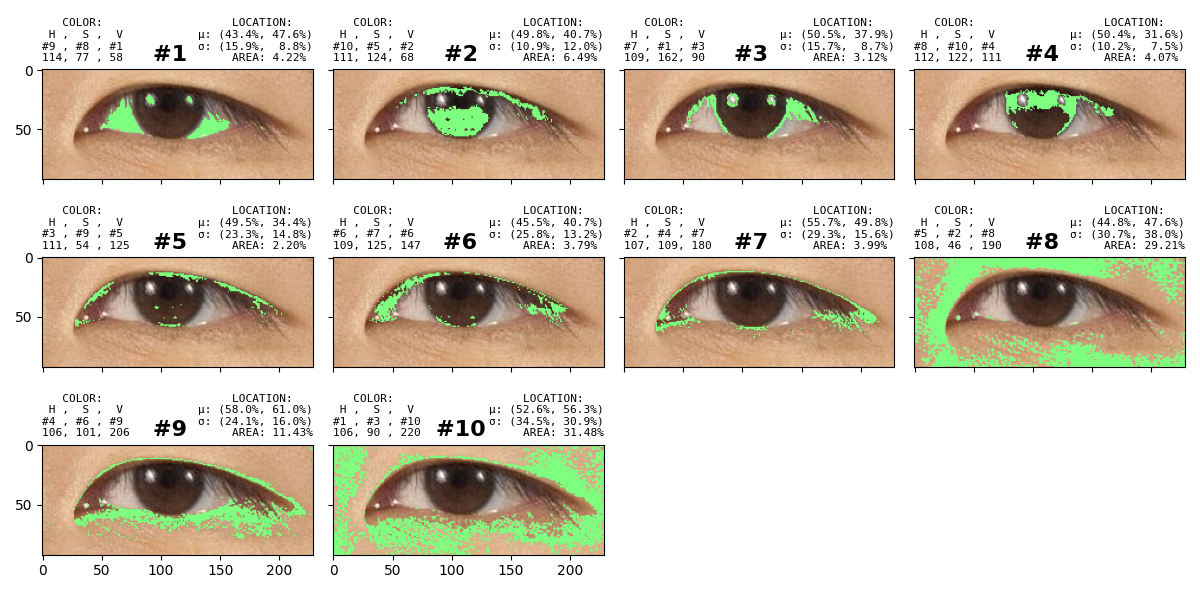 COLOR: LOCATION:
H , S , V μ: (43.4%, 47.6%)
#9 , #8 , #1 #1 σ: (15.9%, 8.8%)
114, 77 , 58 AREA: 4.22%
COLOR: LOCATION:
H , S , V μ: (49.8%, 40.7%)
#10, #5 , #2 #2 σ: (10.9%, 12.0%)
111, 124, 68 AREA: 6.49%
COLOR: LOCATION:
H , S , V μ: (50.5%, 37.9%)
#7 , #1 , #3 #3 σ: (15.7%, 8.7%)
109, 162, 90 AREA: 3.12%
COLOR: LOCATION:
H , S , V μ: (50.4%, 31.6%)
#8 , #10, #4 #4 σ: (10.2%, 7.5%)
112, 122, 111 AREA: 4.07%
0
50
COLOR: LOCATION:
H , S , V μ: (49.5%, 34.4%)
#3 , #9 , #5 #5 σ: (23.3%, 14.8%)
111, 54 , 125 AREA: 2.20%
COLOR: LOCATION:
H , S , V μ: (45.5%, 40.7%)
#6 , #7 , #6 #6 σ: (25.8%, 13.2%)
109, 125, 147 AREA: 3.79%
COLOR: LOCATION:
H , S , V μ: (55.7%, 49.8%)
#2 , #4 , #7 #7 σ: (29.3%, 15.6%)
107, 109, 180 AREA: 3.99%
COLOR: LOCATION:
H , S , V μ: (44.8%, 47.6%)
#5 , #2 , #8 #8 σ: (30.7%, 38.0%)
108, 46 , 190 AREA: 29.21%
0
50
COLOR: LOCATION:
H , S , V μ: (58.0%, 61.0%)
#4 , #6 , #9 #9 σ: (24.1%, 16.0%)
106, 101, 206 AREA: 11.43%
COLOR: LOCATION:
H , S , V μ: (52.6%, 56.3%)
#1 , #3 , #10 #10 σ: (34.5%, 30.9%)
106, 90 , 220 AREA: 31.48%
0
50
0 50 100 150 200
0 50 100 150 200